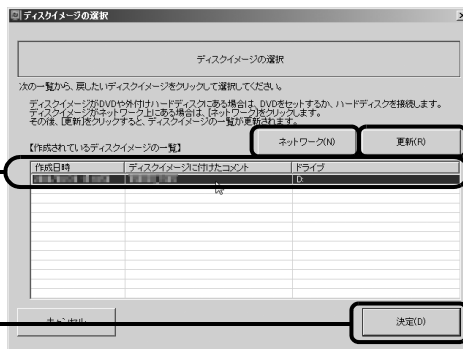 ディスクイメージの選択
ディスクイメージの選択
次の一覧から、戻したいディスクイメージをクリックして選択してください。
ディスクイメージがDVDや外付けハードディスクにある場合は、DVDをセットするか、ハードディスクを接続します。
ディスクイメージがネットワーク上にある場合は、[ネットワーク]をクリックします。
その後、[更新]をクリックすると、ディスクイメージの一覧が更新されます。
ネットワーク(N) 更新(R)
【作成されているディスクイメージの一覧】
作成日時 ディスクイメージに付けたコメント ドライブ
D:
キャンセル 決定(D)